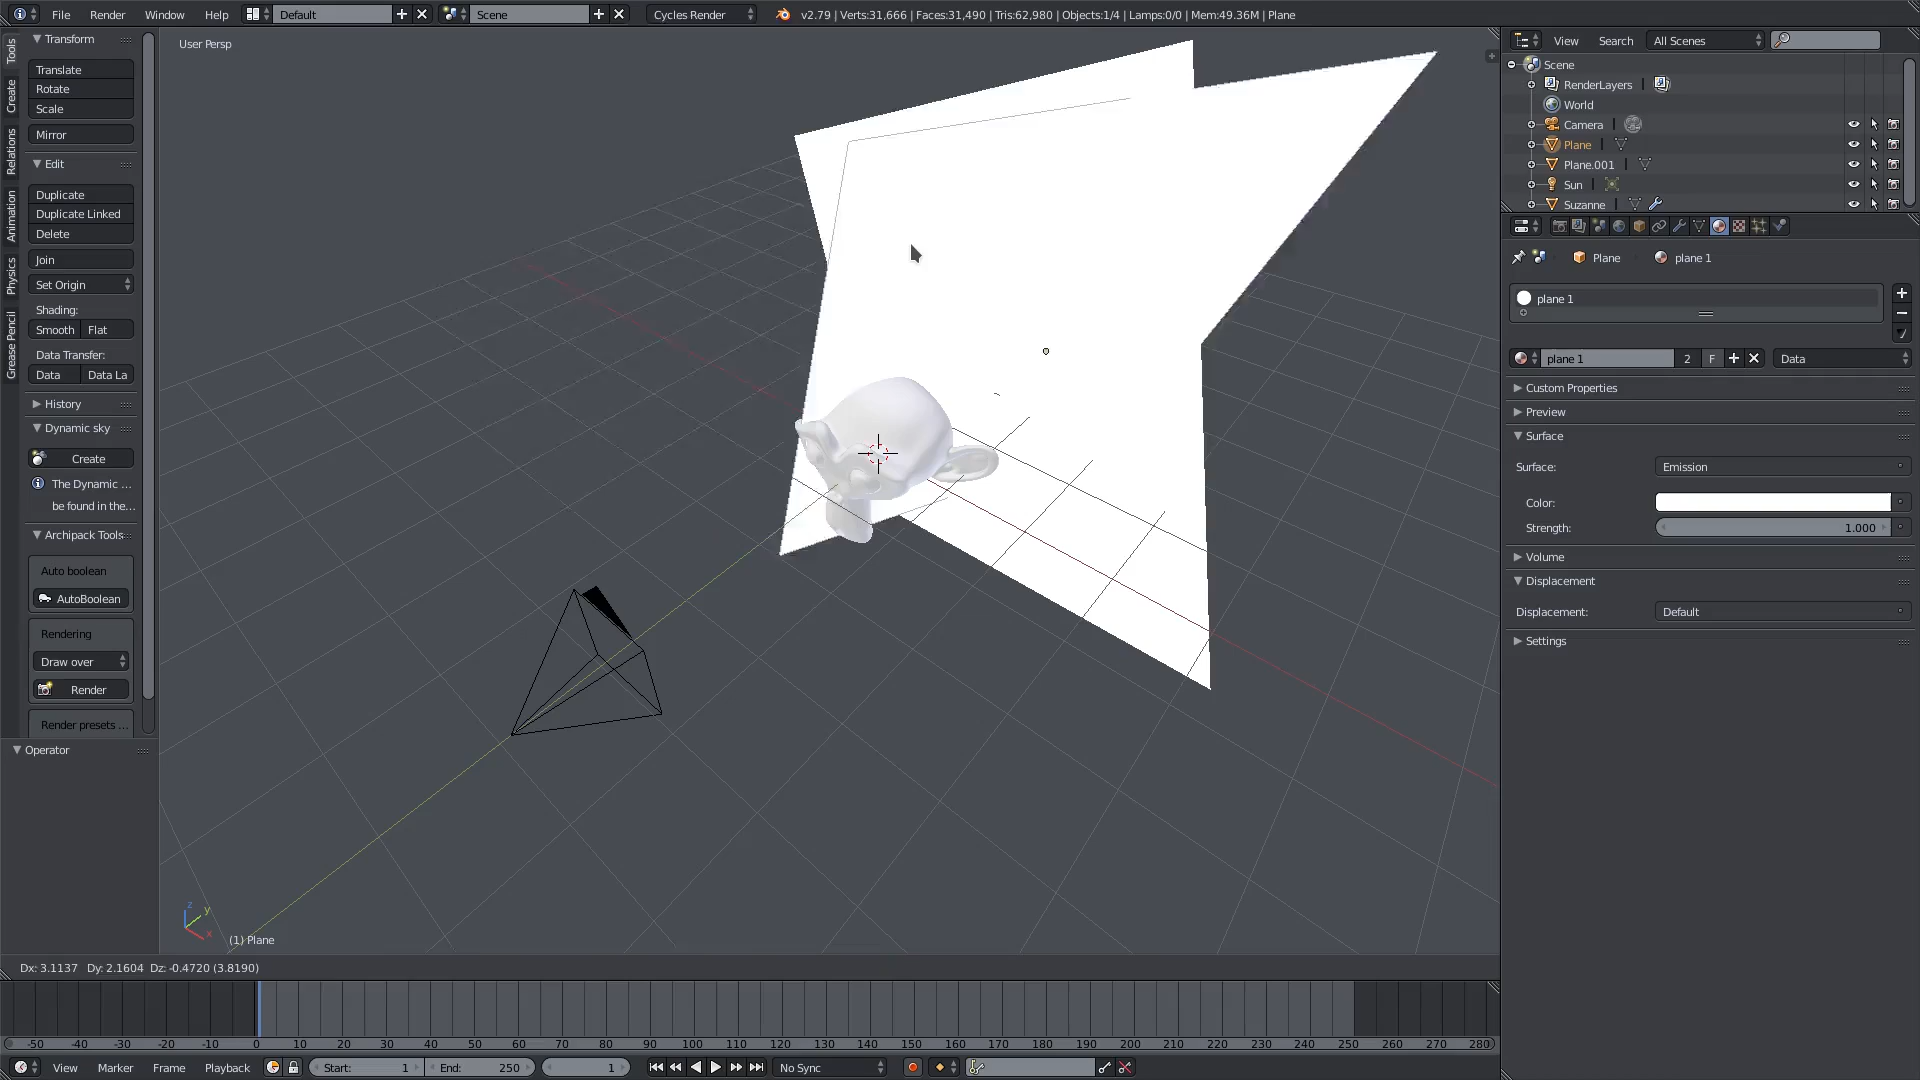 File Render Window Help Default Scene Cycles Render v2.79 | Verts:31,666 | Faces:31,490 | Tris:62,980 | Objects:1/4 | Lamps:0/0 | Mem:49.36M | Plane
Tools
Create
Relations
Animation
Physics
Grease Pencil
Transform
Translate
Rotate
Scale
Mirror
Edit
Duplicate
Duplicate Linked
Delete
Join
Set Origin
Shading:
Smooth Flat
Data Transfer:
Data Data La
History
Dynamic sky
Create
The Dynamic ...
be found in the...
Archipack Tools
Auto boolean
AutoBoolean
Rendering
Draw over
Render
Render presets ...
Operator
User Persp
z
y
x
(1) Plane
View Search All Scenes
Scene
RenderLayers
World
Camera
Plane
Plane.001
Sun
Suzanne
Plane plane 1
plane 1
plane 1 2 F Data
Custom Properties
Preview
Surface
Surface: Emission
Color:
Strength: 1.000
Volume
Displacement
Displacement: Default
Settings
Dx: 3.1137 Dy: 2.1604 Dz: -0.4720 (3.8190)
-50 -40 -30 -20 -10 0 10 20 30 40 50 60 70 80 90 100 110 120 130 140 150 160 170 180 190 200 210 220 230 240 250 260 270 280
View Marker Frame Playback Start: 1 End: 250 1 No Sync